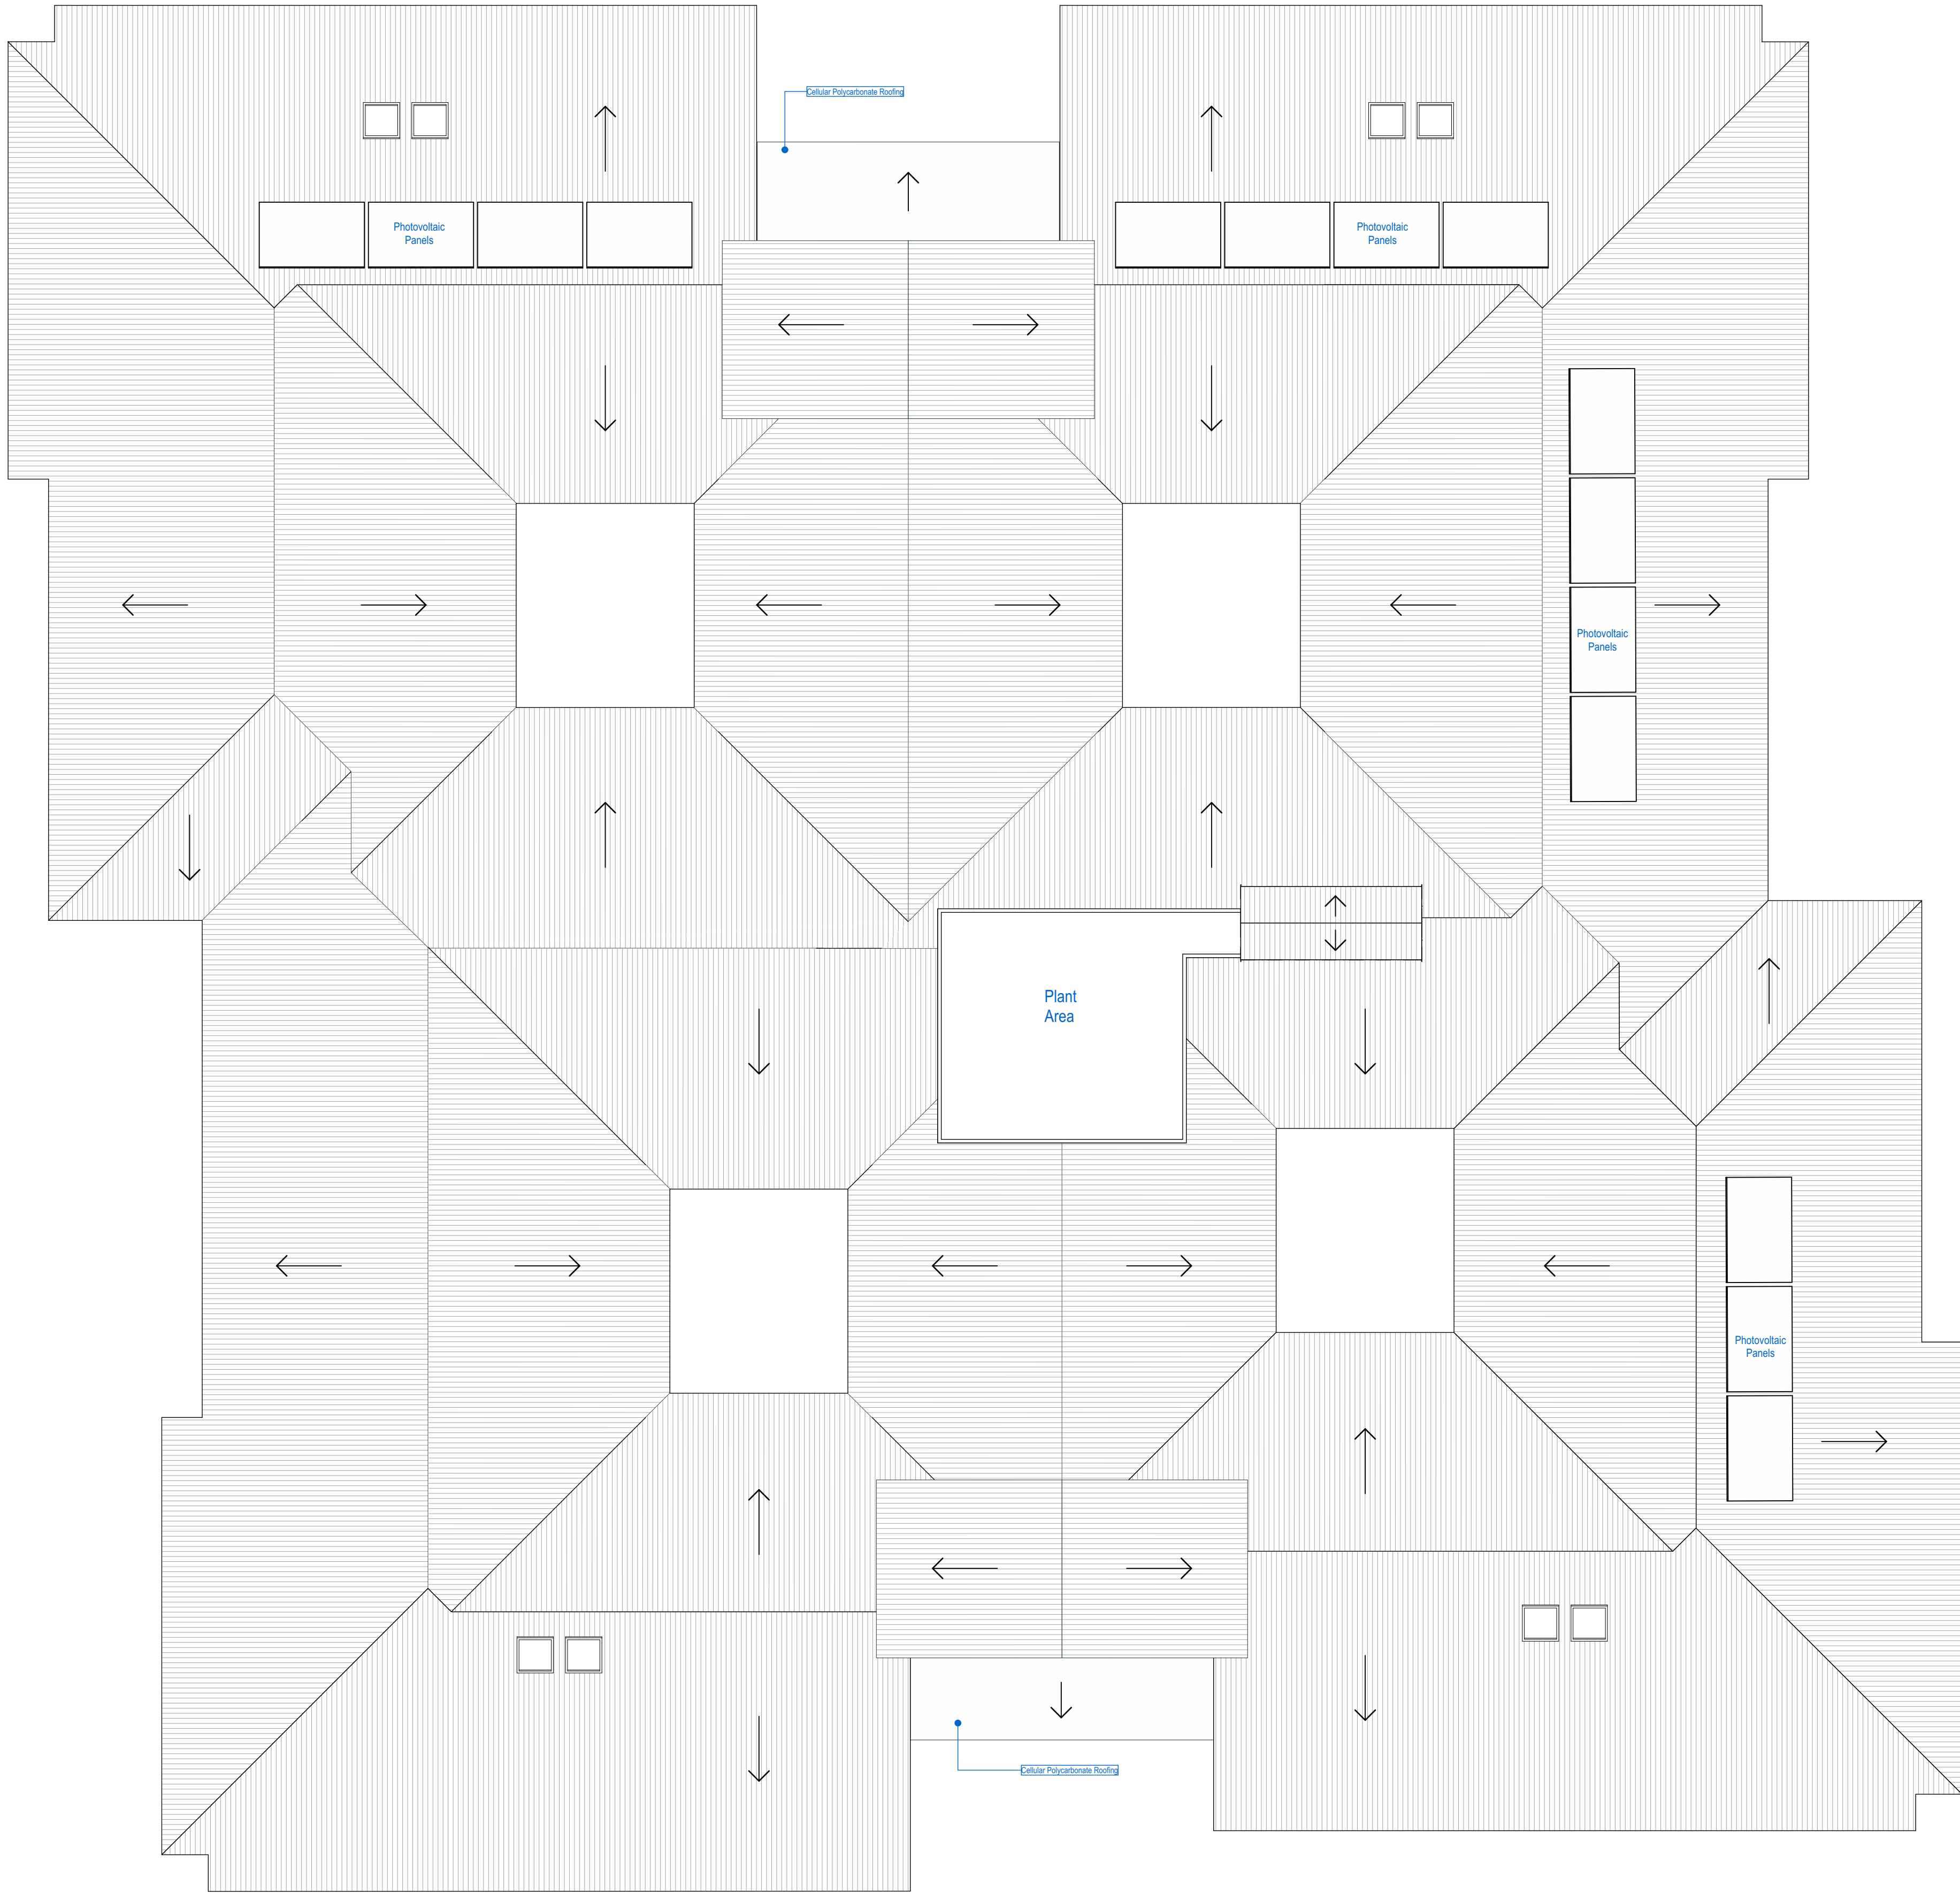 Cellular Polycarbonate Roofing
Photovoltaic
Panels
Photovoltaic
Panels
Photovoltaic
Panels
Plant
Area
Photovoltaic
Panels
Cellular Polycarbonate Roofing